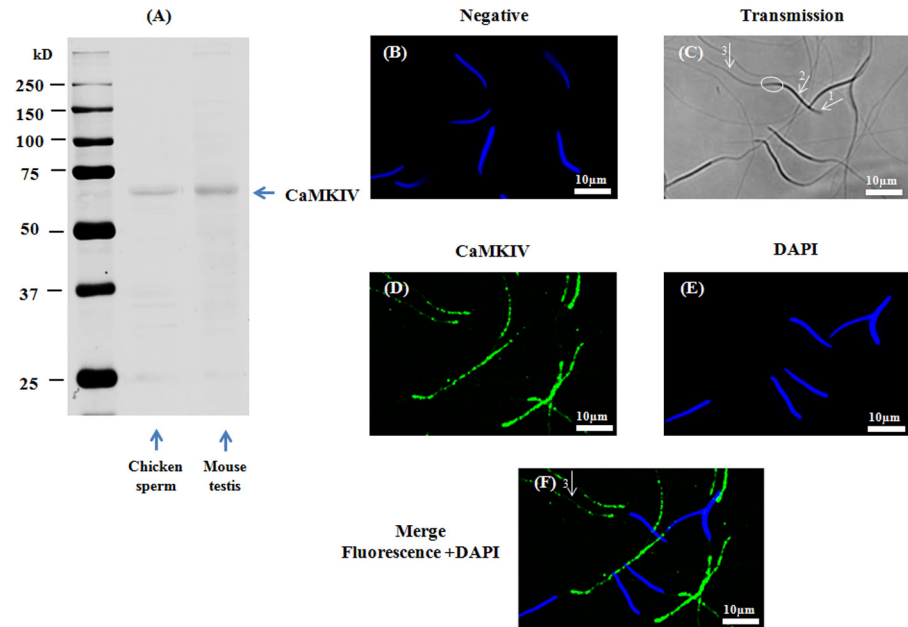 (A)
kD
250
150
100
75
50
37
25
CaMKIV
Chicken
sperm
Mouse
testis
Negative
(B)
10µm
Transmission
(C)
3
2
1
10µm
CaMKIV
(D)
10µm
DAPI
(E)
10µm
Merge
Fluorescence +DAPI
(F)
3
10µm